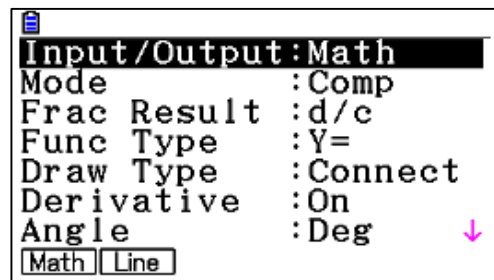 Input/Output:Math
Mode :Comp
Frac Result :d/c
Func Type :Y=
Draw Type :Connect
Derivative :On
Angle :Deg ↓
Math Line